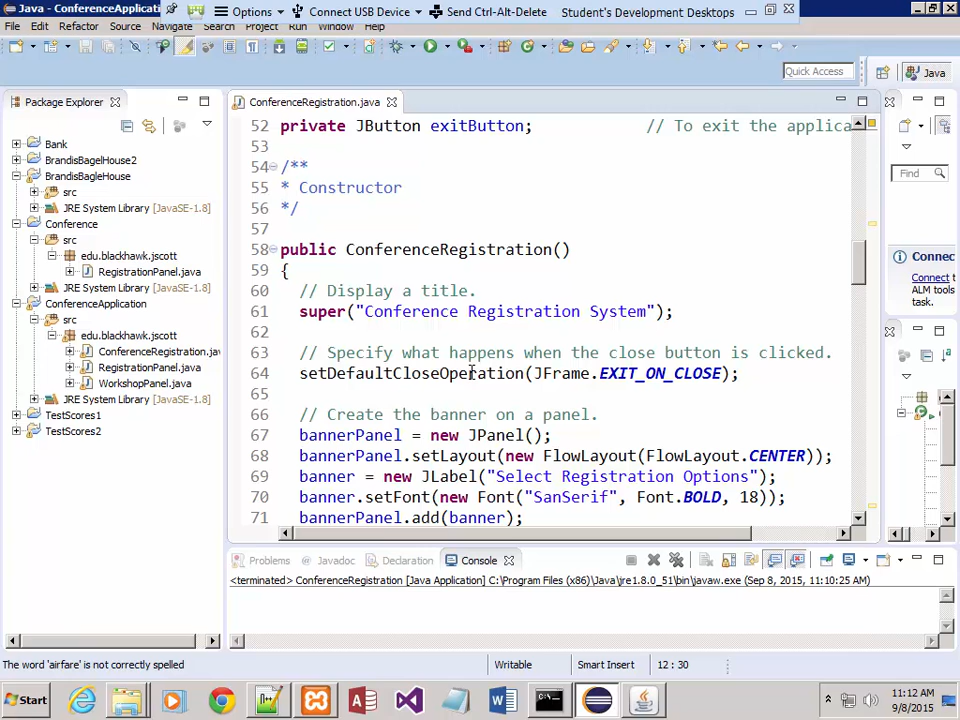 Options
Connect USB Device
Send Ctrl-Alt-Delete
Student's Development Desktops
Java - ConferenceApplication
File Edit Refactor Source Navigate Search Project Run Window Help
Quick Access
Java
Package Explorer
Bank
BrandisBagelHouse2
BrandisBagleHouse
src
JRE System Library [JavaSE-1.8]
Conference
src
edu.blackhawk.jscott
RegistrationPanel.java
JRE System Library [JavaSE-1.8]
ConferenceApplication
src
edu.blackhawk.jscott
ConferenceRegistration.jav
RegistrationPanel.java
WorkshopPanel.java
JRE System Library [JavaSE-1.8]
TestScores1
TestScores2
ConferenceRegistration.java
52 private JButton exitButton; // To exit the applica
53
54 /**
55 * Constructor
56 */
57
58 public ConferenceRegistration()
59 {
60 // Display a title.
61 super("Conference Registration System");
62
63 // Specify what happens when the close button is clicked.
64 setDefaultCloseOperation(JFrame.EXIT_ON_CLOSE);
65
66 // Create the banner on a panel.
67 bannerPanel = new JPanel();
68 bannerPanel.setLayout(new FlowLayout(FlowLayout.CENTER));
69 banner = new JLabel("Select Registration Options");
70 banner.setFont(new Font("SanSerif", Font.BOLD, 18));
71 bannerPanel.add(banner);
Find
Connec
Connect to
ALM tools
task.
Problems Javadoc Declaration Console
<terminated> ConferenceRegistration [Java Application] C:\Program Files (x86)\Java\jre1.8.0_51\bin\javaw.exe (Sep 8, 2015, 11:10:25 AM)
The word 'airfare' is not correctly spelled
Writable
Smart Insert
12 : 30
Start
11:12 AM
9/8/2015